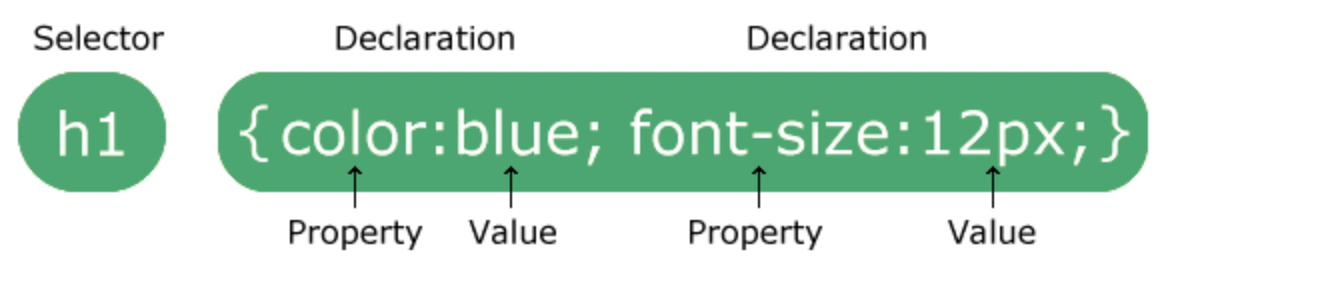 Selector Declaration Declaration
h1 {color:blue; font-size:12px;}
Property Value Property Value